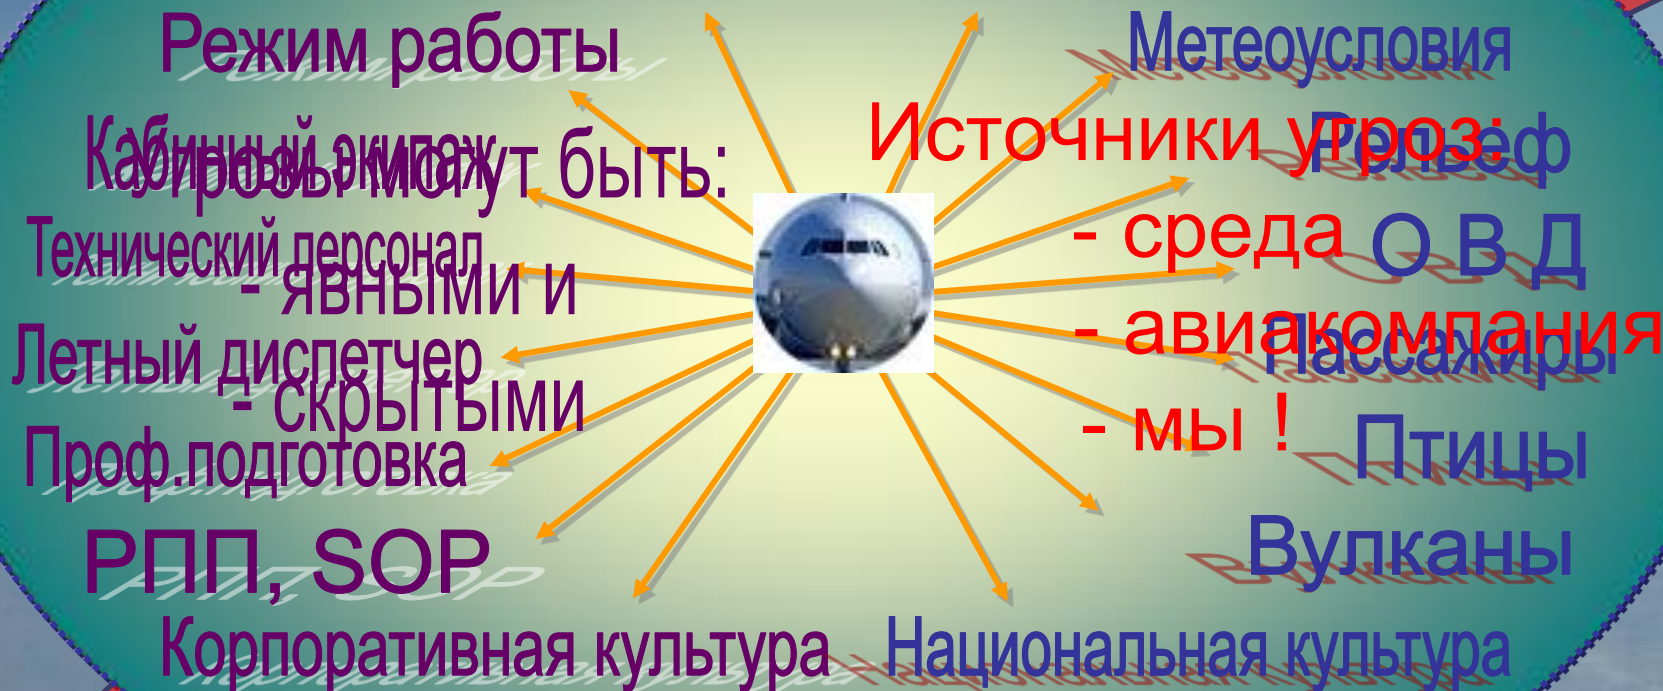 Режим работы
Метеоусловия
Кабинный экипаж
Угрозы могут быть:
Источники угроз:
Рельеф
Технический персонал
- явными и
- среда
О В Д
Летный диспетчер
- скрытыми
- авиакомпания
Пассажиры
Проф.подготовка
- мы !
Птицы
РПП, SOP
Вулканы
Корпоративная культура
Национальная культура